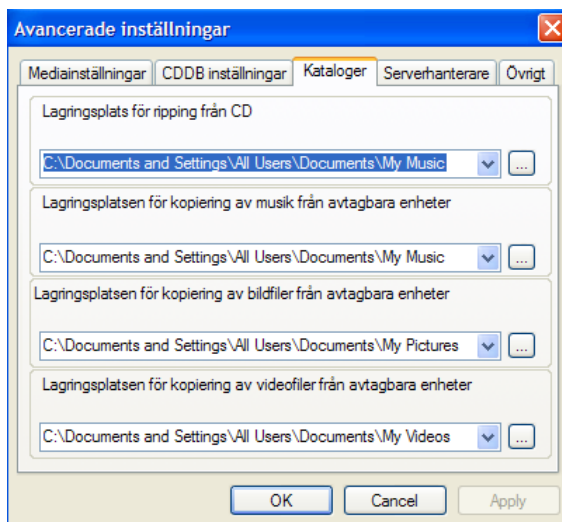 Avancerade inställningar
Mediainställningar CDDB inställningar Kataloger Serverhanterare Övrigt
Lagringsplats för ripping från CD
C:\Documents and Settings\All Users\Documents\My Music ...
Lagringsplatsen för kopiering av musik från avtagbara enheter
C:\Documents and Settings\All Users\Documents\My Music ...
Lagringsplatsen för kopiering av bildfiler från avtagbara enheter
C:\Documents and Settings\All Users\Documents\My Pictures ...
Lagringsplatsen för kopiering av videofiler från avtagbara enheter
C:\Documents and Settings\All Users\Documents\My Videos ...
OK Cancel Apply